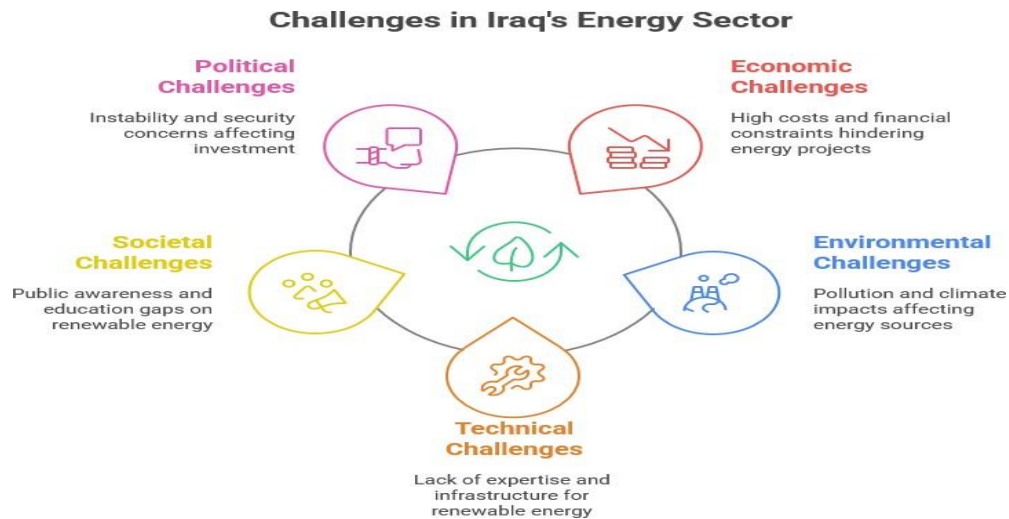 Challenges in Iraq's Energy Sector
Political
Challenges
Instability and security
concerns affecting
investment
Economic
Challenges
High costs and financial
constraints hindering
energy projects
Societal
Challenges
Public awareness and
education gaps on
renewable energy
Environmental
Challenges
Pollution and climate
impacts affecting
energy sources
Technical
Challenges
Lack of expertise and
infrastructure for
renewable energy